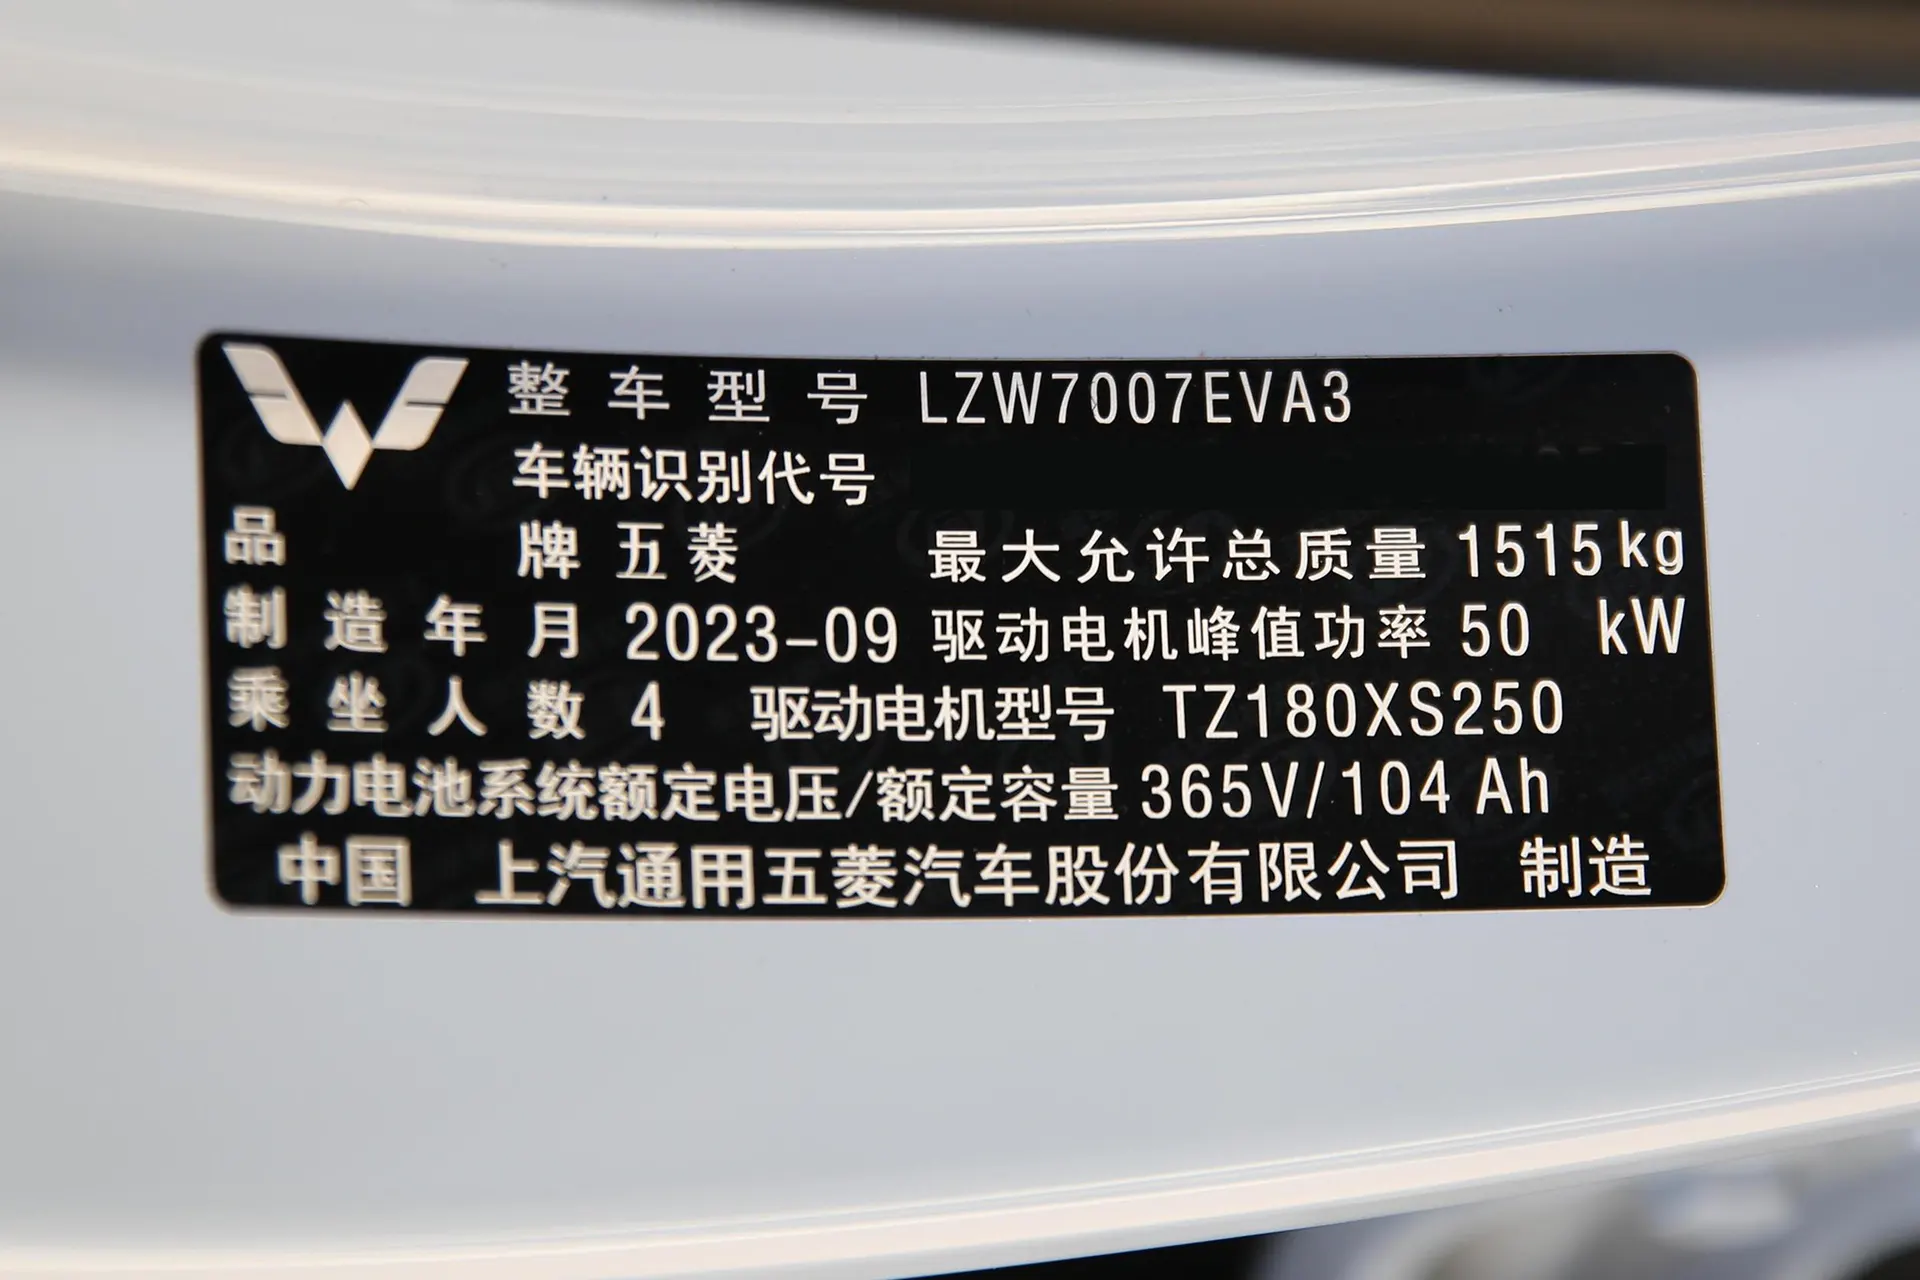 整车型号 LZW7007EVA3
车辆识别代号
品牌 五菱 最大允许总质量 1515kg
制造年月 2023-09 驱动电机峰值功率 50 kW
乘坐人数 4 驱动电机型号 TZ180XS250
动力电池系统额定电压/额定容量 365V/104 Ah
中国 上汽通用五菱汽车股份有限公司 制造